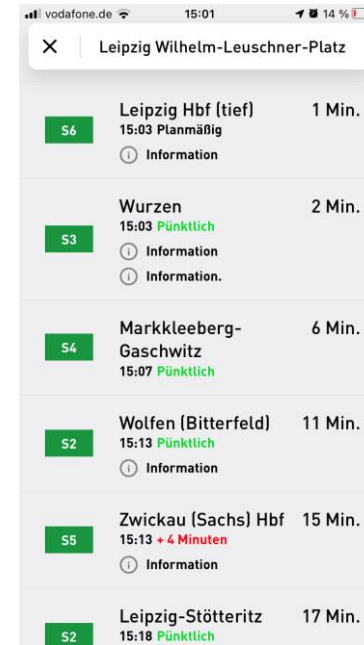 vodafone.de 15:01 14 %
Leipzig Wilhelm-Leuschner-Platz
Leipzig Hbf (tief) 1 Min.
S6 15:03 Planmäßig
Information
Wurzen 2 Min.
15:03 Pünktlich
S3 Information
Information.
Markkleeberg- 6 Min.
S4 Gaschwitz
15:07 Pünktlich
Wolfen (Bitterfeld) 11 Min.
S2 15:13 Pünktlich
Information
Zwickau (Sachs) Hbf 15 Min.
S5 15:13 + 4 Minuten
Information
Leipzig-Stötteritz 17 Min.
S2 15:18 Pünktlich